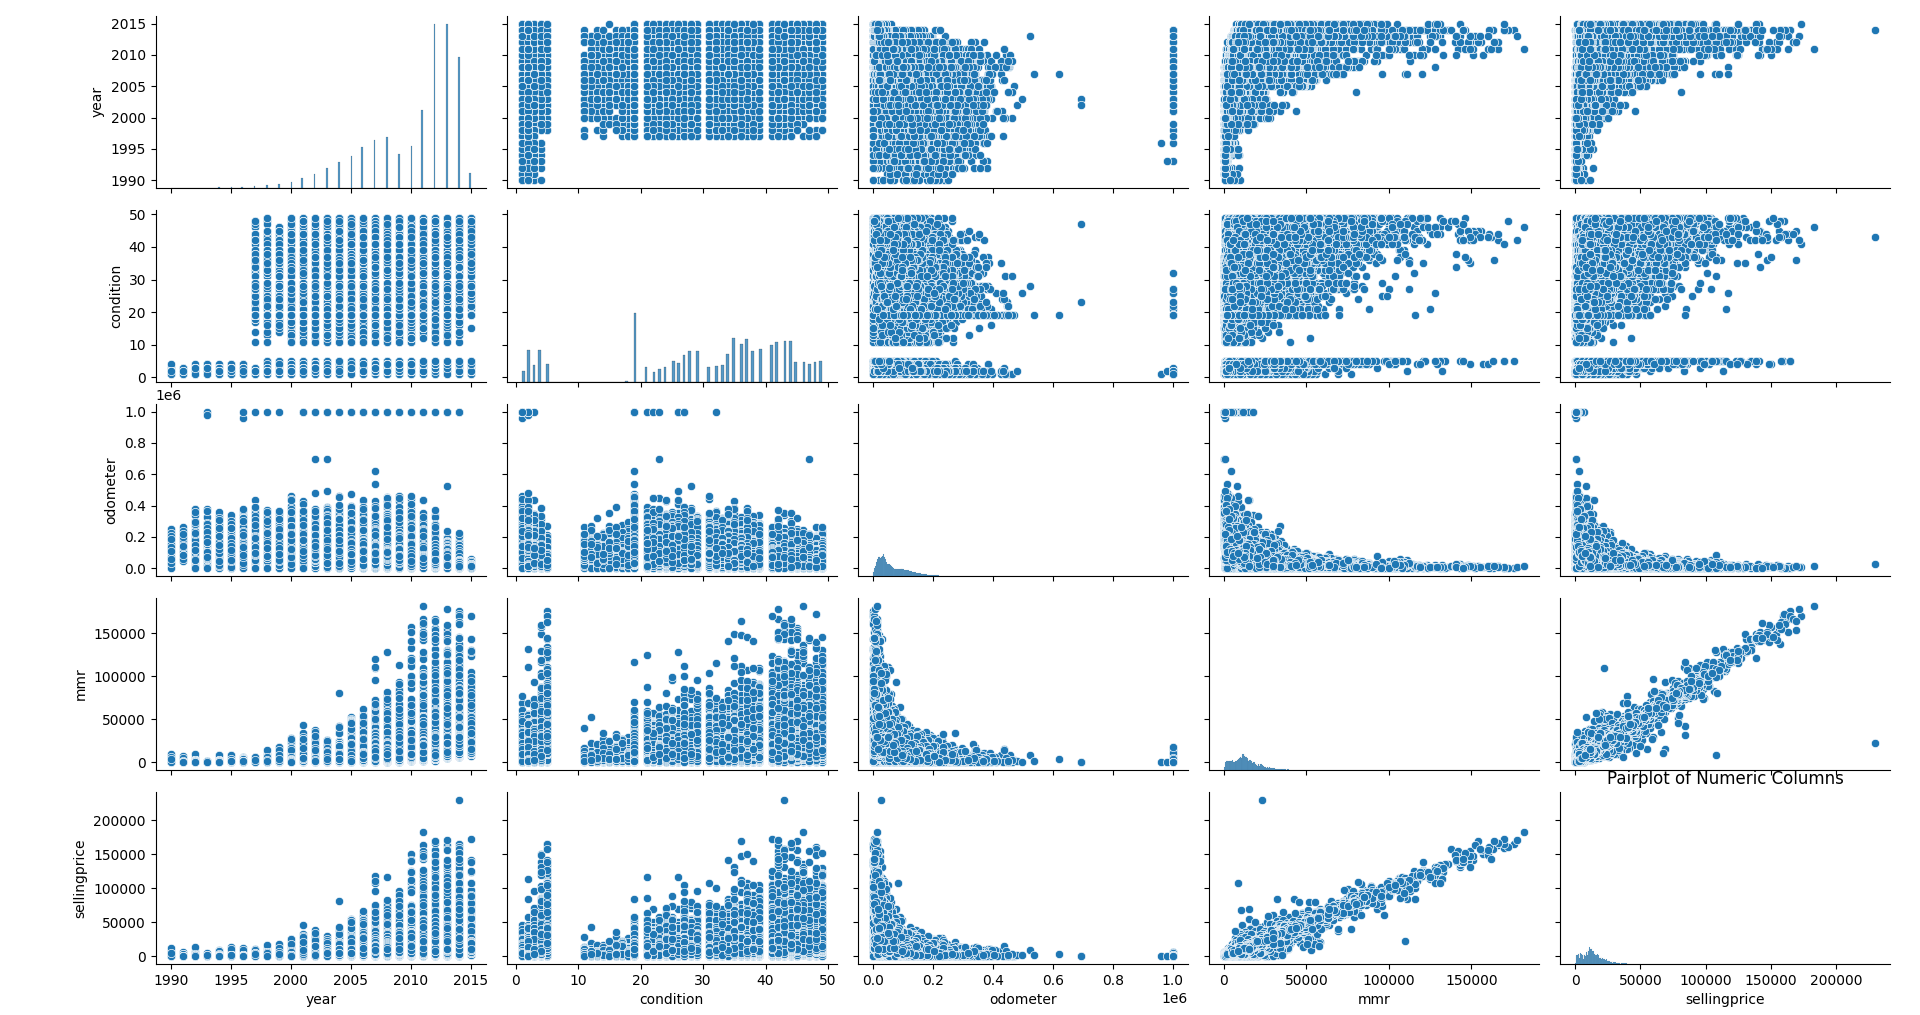 2015
2010
2005
2000
1995
1990
year
50
40
30
20
10
0
condition
1e6
1.0
0.8
0.6
0.4
0.2
0.0
odometer
150000
100000
50000
0
mmr
Pairplot of Numeric Columns
200000
150000
100000
50000
0
sellingprice
1990 1995 2000 2005 2010 2015
year
0 10 20 30 40 50
condition
0.0 0.2 0.4 0.6 0.8 1.0
1e6
odometer
0 50000 100000 150000
mmr
0 50000 100000 150000 200000
sellingprice